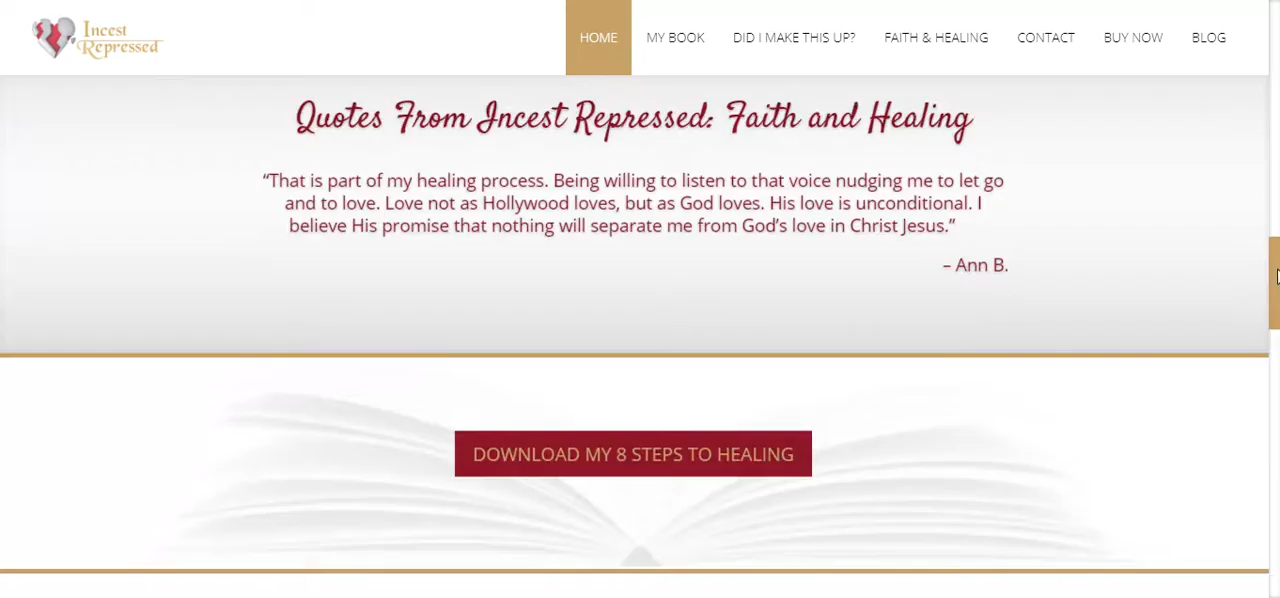 Incest
Repressed
HOME MY BOOK DID I MAKE THIS UP? FAITH & HEALING CONTACT BUY NOW BLOG
Quotes From Incest Repressed: Faith and Healing
“That is part of my healing process. Being willing to listen to that voice nudging me to let go
and to love. Love not as Hollywood loves, but as God loves. His love is unconditional. I
believe His promise that nothing will separate me from God’s love in Christ Jesus.”
– Ann B.
DOWNLOAD MY 8 STEPS TO HEALING